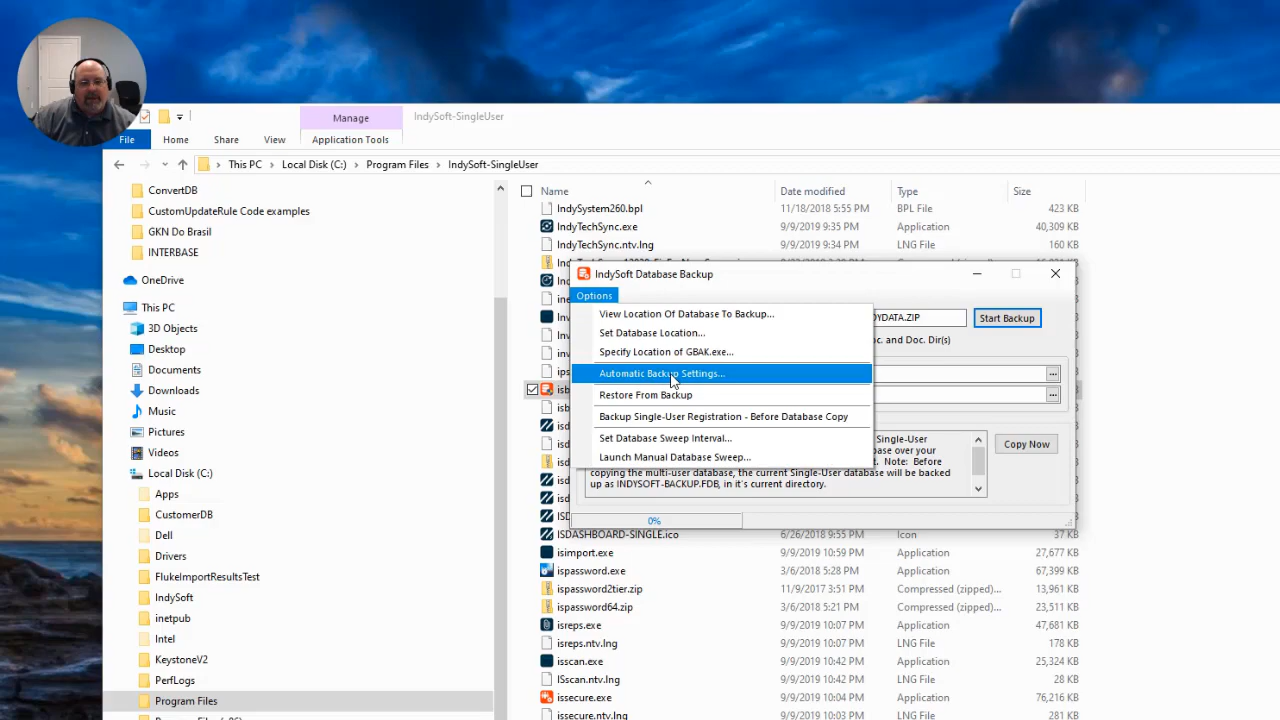 Manage
IndySoft-SingleUser
File
Home
Share
View
Application Tools
This PC
Local Disk (C:)
Program Files
IndySoft-SingleUser
ConvertDB
CustomUpdateRule Code examples
GKN Do Brasil
INTERBASE
OneDrive
This PC
3D Objects
Desktop
Documents
Downloads
Music
Pictures
Videos
Local Disk (C:)
Apps
CustomerDB
Dell
Drivers
FlukeImportResultsTest
IndySoft
inetpub
Intel
KeystoneV2
PerfLogs
Program Files
Name Date modified Type Size
IndySystem260.bpl 11/18/2018 5:55 PM BPL File 423 KB
IndyTechSync.exe 9/9/2019 9:35 PM Application 40,309 KB
IndyTechSync.ntv.lng 9/9/2019 9:34 PM LNG File 160 KB
IndySoft Database Backup
Options
View Location Of Database To Backup...
Set Database Location...
Specify Location of GBAK.exe...
Automatic Backup Settings...
Restore From Backup
Backup Single-User Registration - Before Database Copy
Set Database Sweep Interval...
Launch Manual Database Sweep...
DYDATA.ZIP
Start Backup
oc. and Doc. Dir(s)
...
...
Single-User
base over your
t. Note: Before
copying the multi-user database, the current Single-User database will be backed
up as INDYSOFT-BACKUP.FDB, in it's current directory.
Copy Now
0%
ISDASHBOARD-SINGLE.ico 6/26/2018 9:55 PM Icon 37 KB
isimport.exe 9/9/2019 10:59 PM Application 27,677 KB
ispassword.exe 3/6/2018 5:28 PM Application 67,399 KB
ispassword2tier.zip 11/9/2017 3:51 PM Compressed (zipped)... 13,961 KB
ispassword64.zip 3/6/2018 5:21 PM Compressed (zipped)... 23,511 KB
isreps.exe 9/9/2019 10:07 PM Application 47,681 KB
isreps.ntv.lng 9/9/2019 10:07 PM LNG File 178 KB
isscan.exe 9/9/2019 10:42 PM Application 25,324 KB
ISscan.ntv.lng 9/9/2019 10:42 PM LNG File 28 KB
issecure.exe 9/9/2019 10:04 PM Application 76,216 KB
issecure.ntv.lng 9/9/2019 10:03 PM LNG File 281 KB